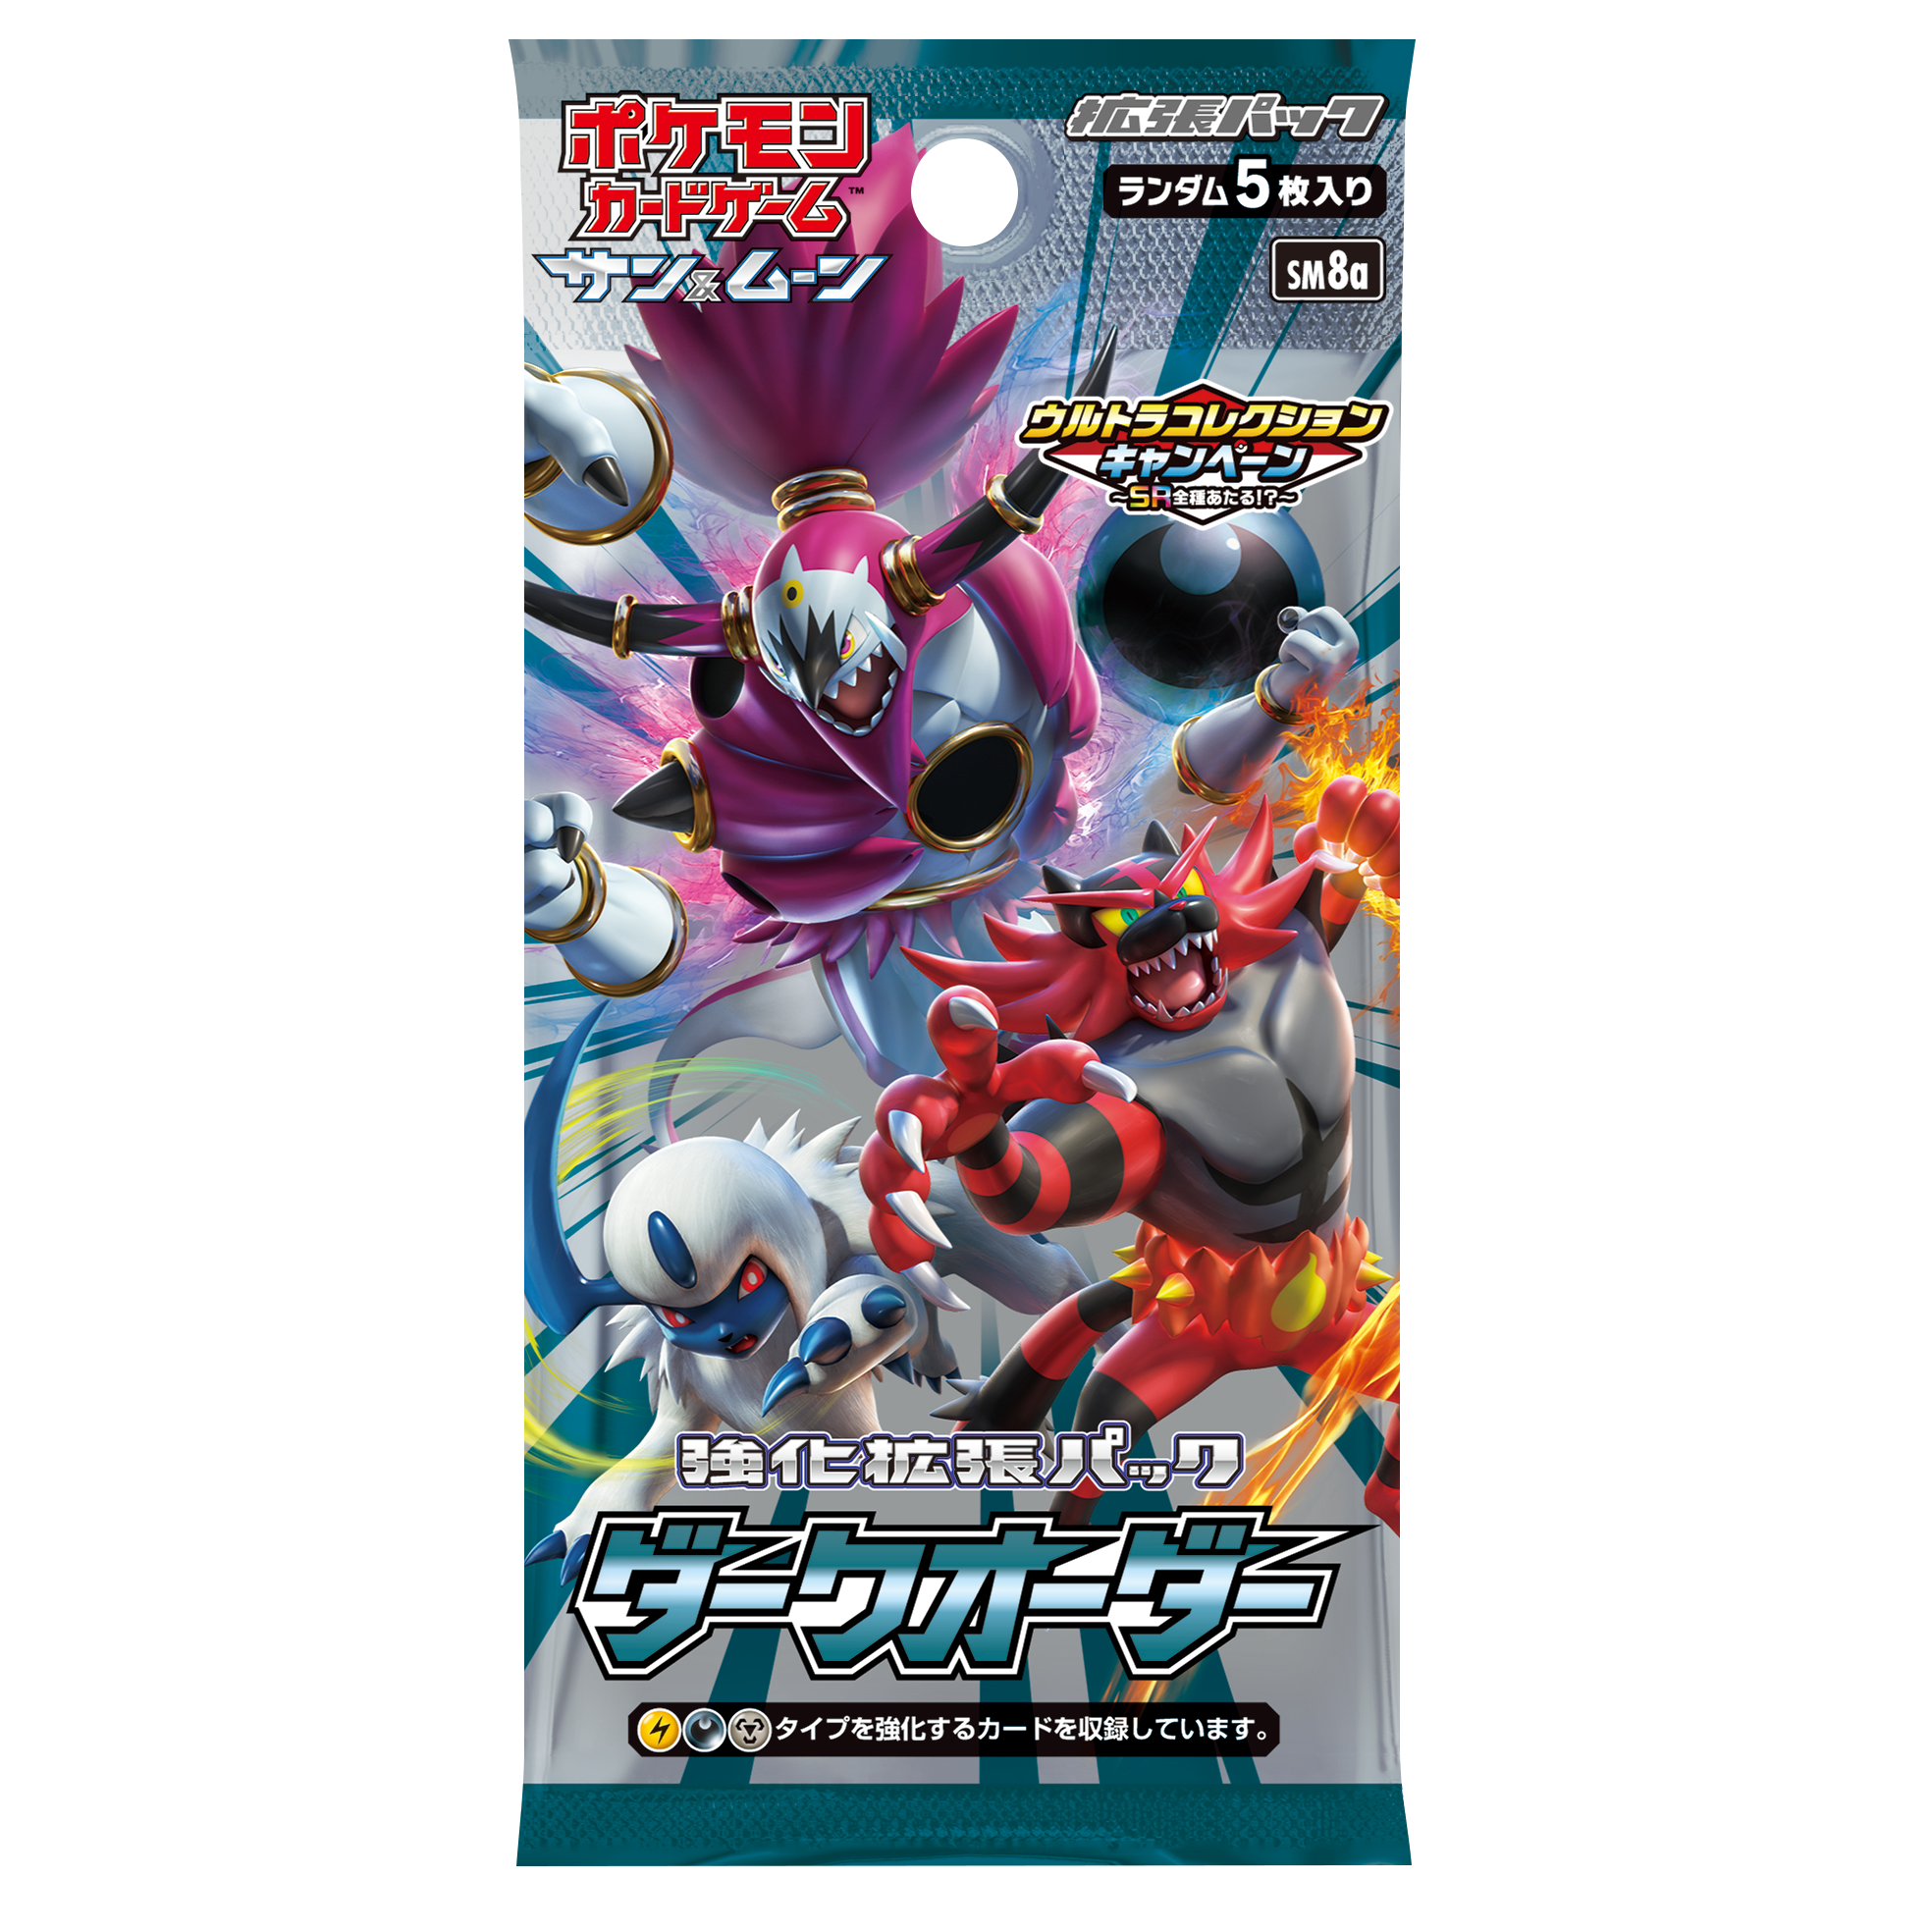 ポケモン
カードゲーム™
サン&ムーン
拡張パック
ランダム5枚入り
SM8a
ウルトラコレクション
キャンペーン
～SR全種あたる!?～
強化拡張パック
ダークオーダー
タイプを強化するカードを収録しています。